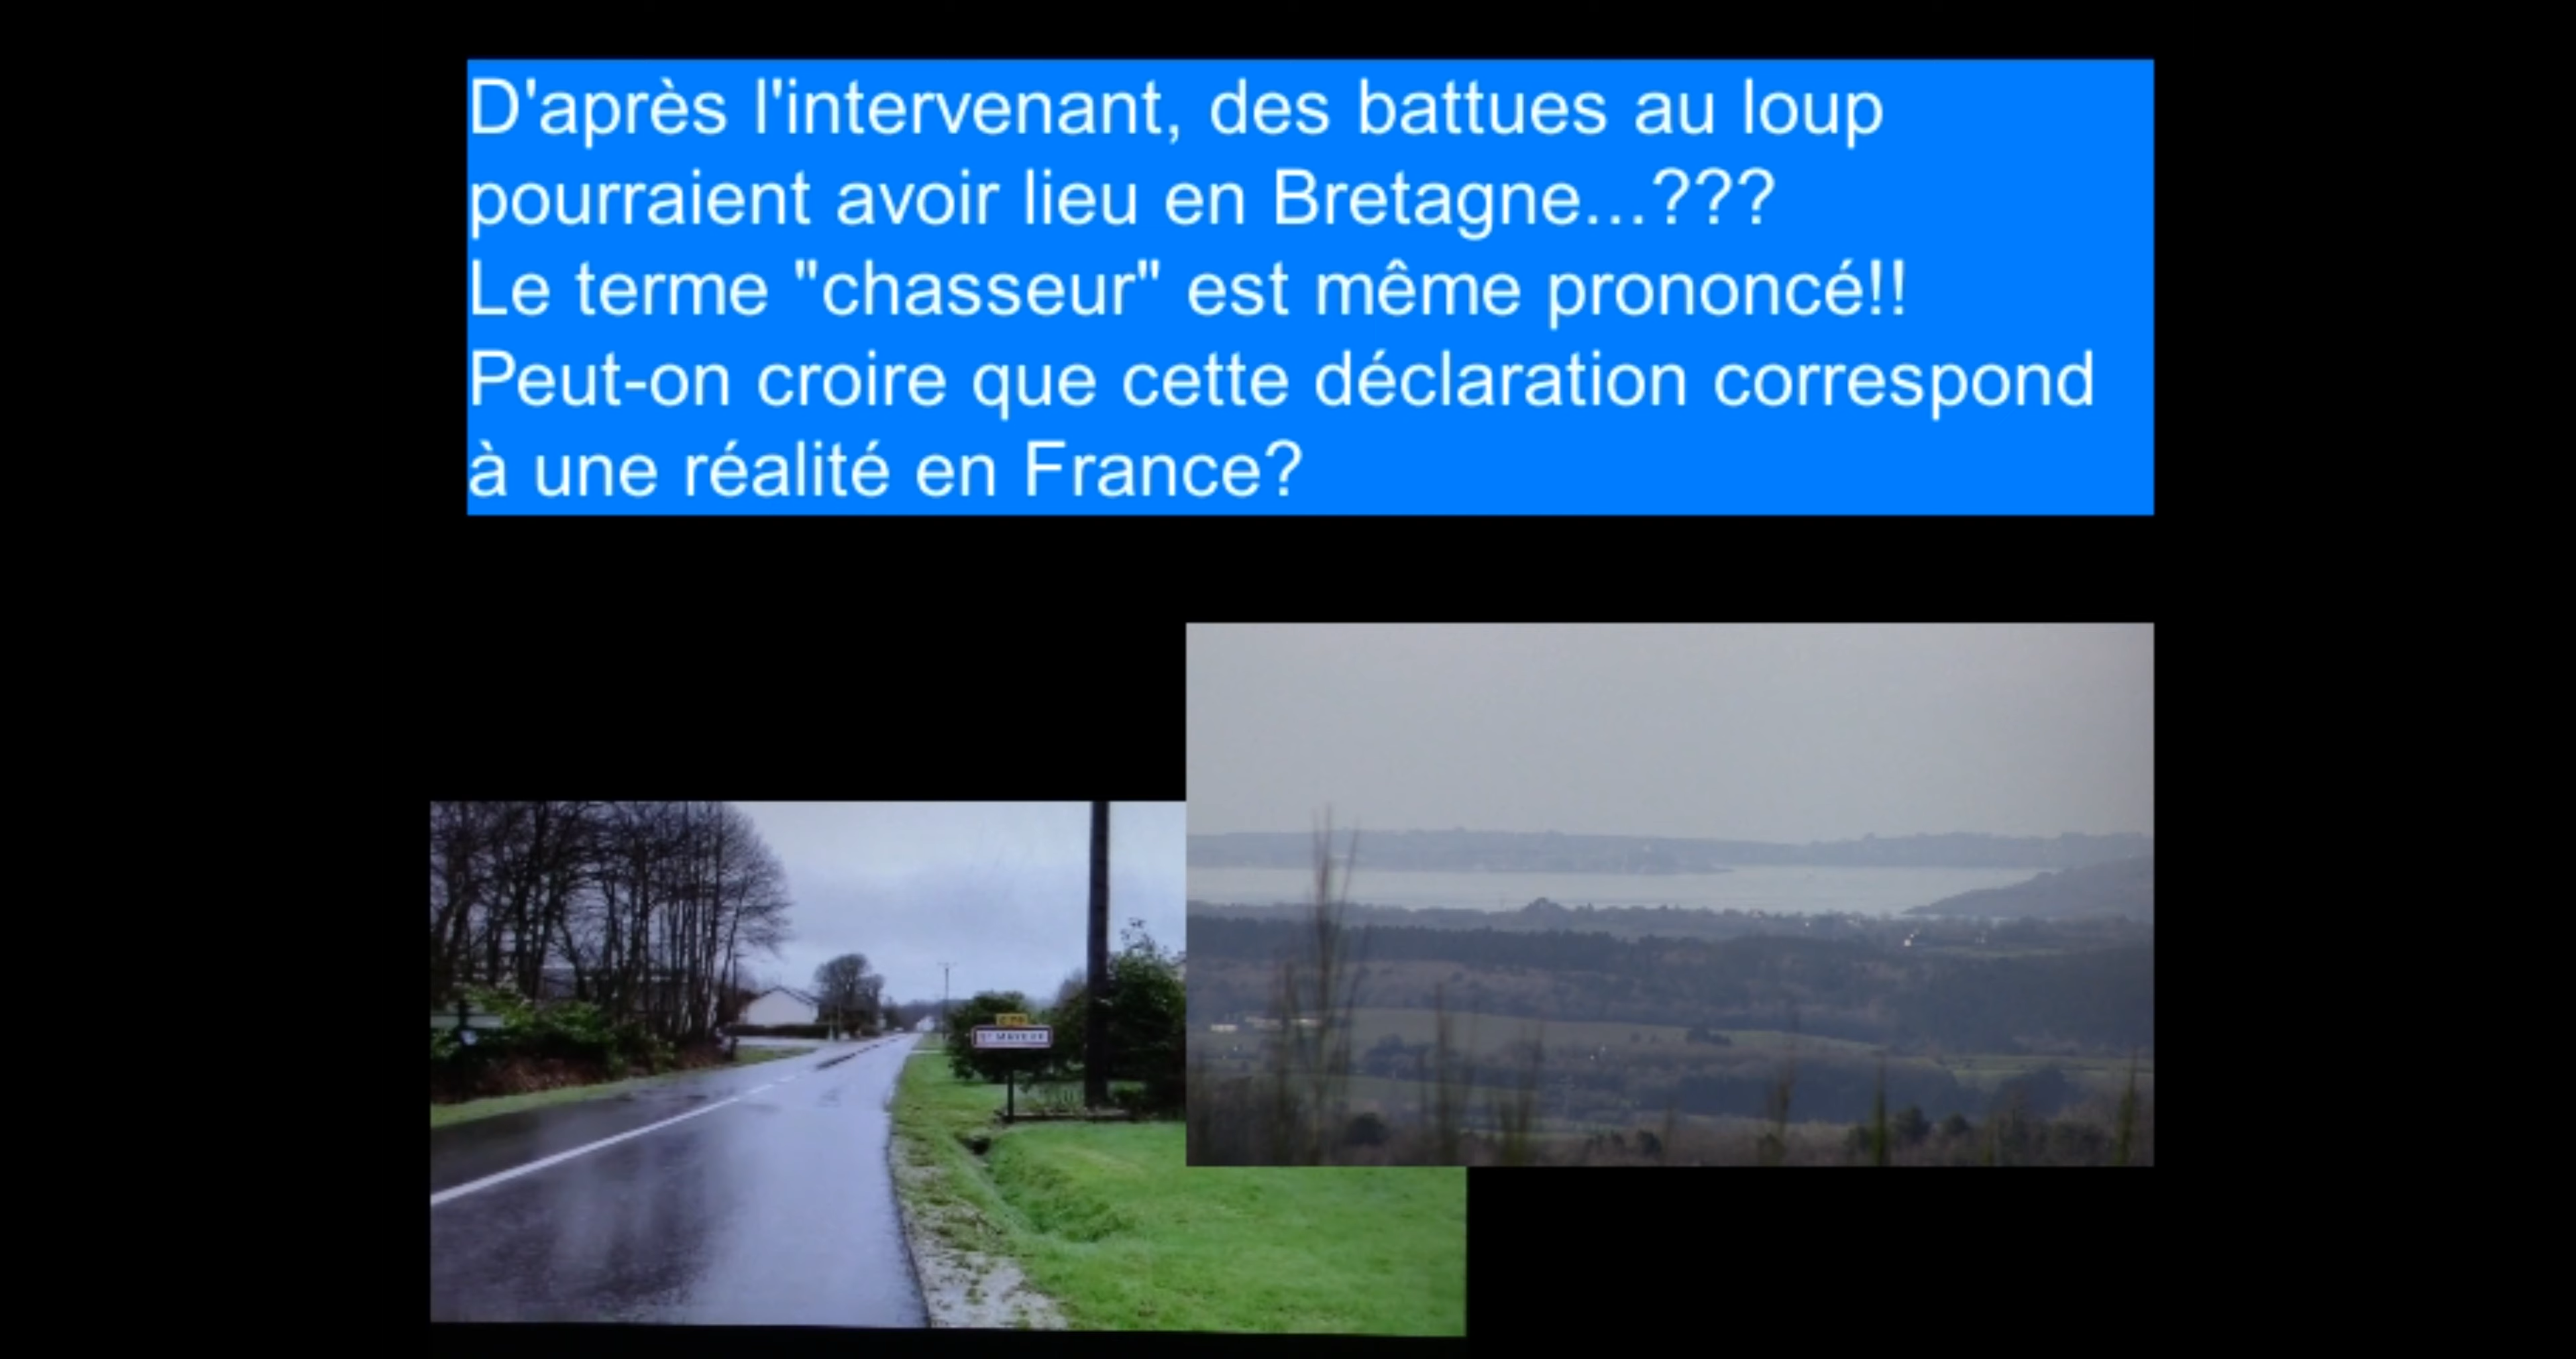 D'après l'intervenant, des battues au loup
pourraient avoir lieu en Bretagne...???
Le terme "chasseur" est même prononcé!!
Peut-on croire que cette déclaration correspond
à une réalité en France?